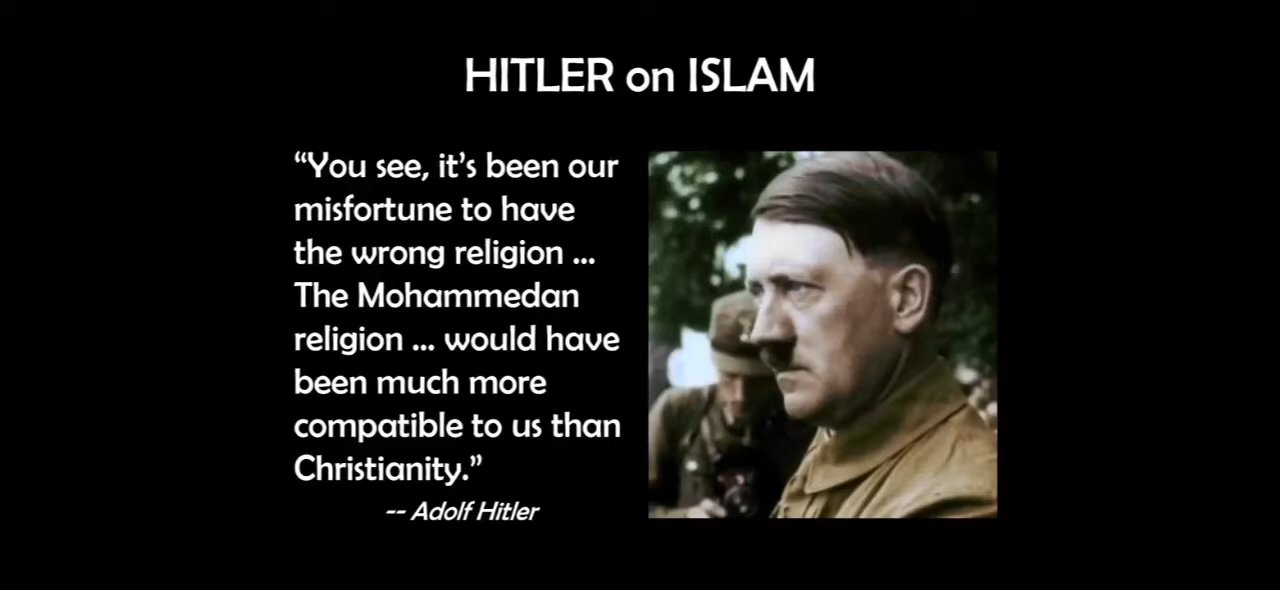 HITLER on ISLAM
“You see, it’s been our
misfortune to have
the wrong religion ...
The Mohammedan
religion ... would have
been much more
compatible to us than
Christianity.”
-- Adolf Hitler